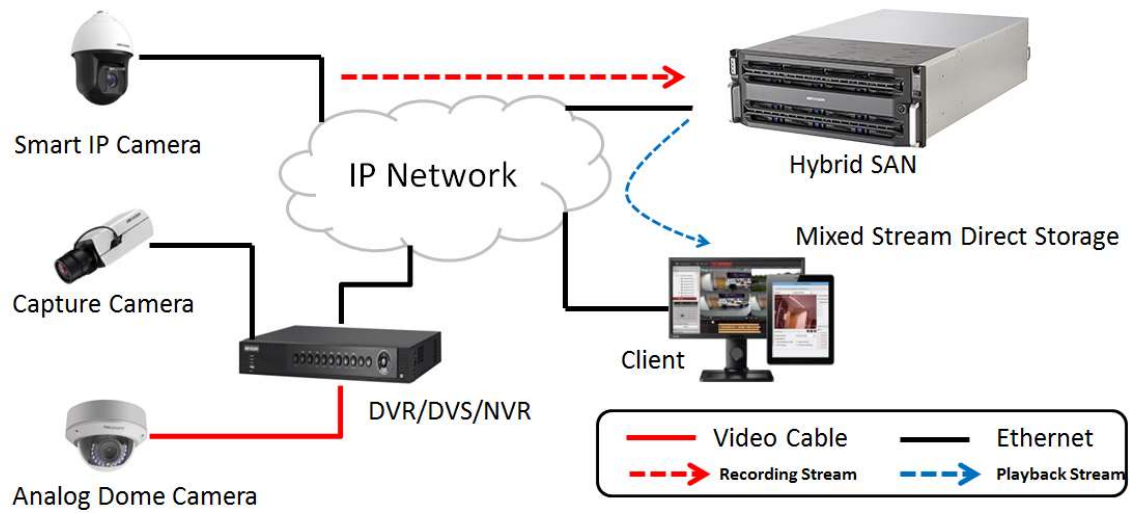 Smart IP Camera
IP Network
Hybrid SAN
Mixed Stream Direct Storage
Capture Camera
Client
DVR/DVS/NVR
Analog Dome Camera
Video Cable
Ethernet
Recording Stream
Playback Stream